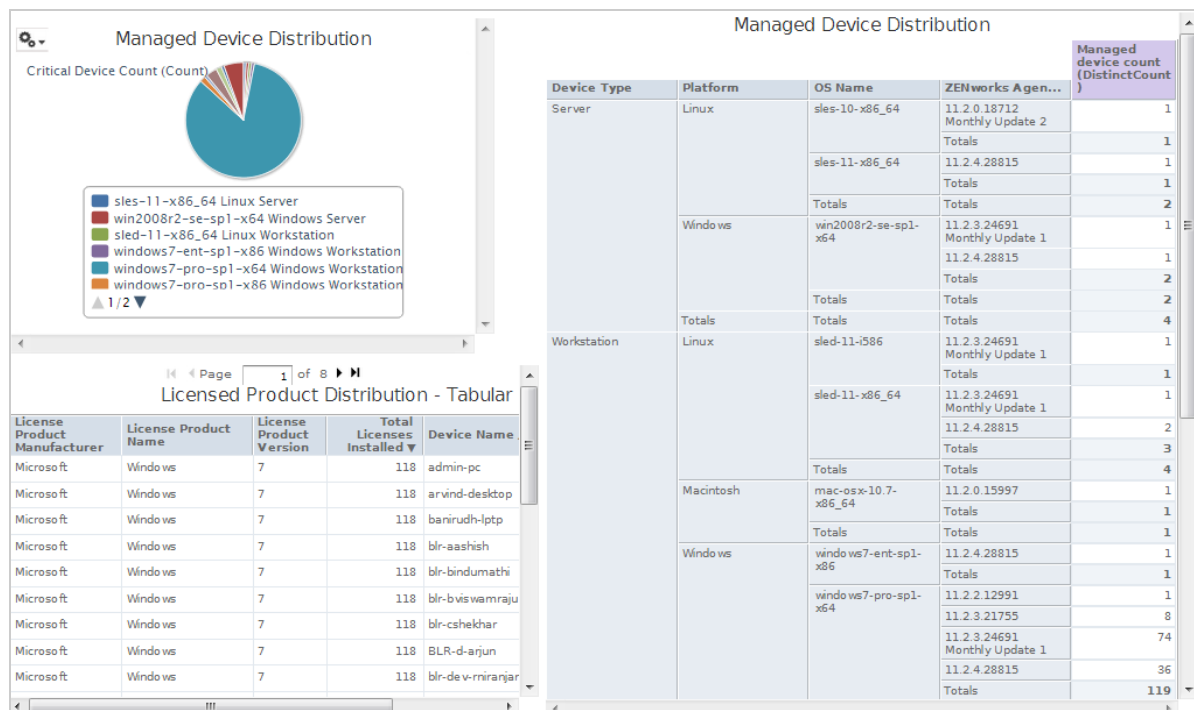 Managed Device Distribution
Critical Device Count (Count)
sles-11-x86_64 Linux Server
win2008r2-se-sp1-x64 Windows Server
sled-11-x86_64 Linux Workstation
windows7-ent-sp1-x86 Windows Workstation
windows7-pro-sp1-x64 Windows Workstation
windows7-pro-sp1-x86 Windows Workstation
1/2
Page 1 of 8
Licensed Product Distribution - Tabular
License Product Manufacturer License Product Name License Product Version Total Licenses Installed ▼ Device Name
Microsoft Windows 7 118 admin-pc
Microsoft Windows 7 118 arvind-desktop
Microsoft Windows 7 118 banirudh-lptp
Microsoft Windows 7 118 blr-aashish
Microsoft Windows 7 118 blr-bindumathi
Microsoft Windows 7 118 blr-bviswamraju
Microsoft Windows 7 118 blr-cshekhar
Microsoft Windows 7 118 BLR-d-arjun
Microsoft Windows 7 118 blr-dev-rniranjar
Managed Device Distribution
Device Type Platform OS Name ZENworks Agen... Managed device count (DistinctCount)
Server Linux sles-10-x86_64 11.2.0.18712 Monthly Update 2 1
Totals 1
sles-11-x86_64 11.2.4.28815 1
Totals 1
Totals Totals 2
Windows win2008r2-se-sp1-x64 11.2.3.24691 Monthly Update 1 1
11.2.4.28815 1
Totals 2
Totals Totals 2
Totals Totals Totals 4
Workstation Linux sled-11-i586 11.2.3.24691 Monthly Update 1 1
Totals 1
sled-11-x86_64 11.2.3.24691 Monthly Update 1 1
11.2.4.28815 2
Totals 3
Totals Totals 4
Macintosh mac-osx-10.7-x86_64 11.2.0.15997 1
Totals 1
Totals Totals 1
Windows windows7-ent-sp1-x86 11.2.4.28815 1
Totals 1
windows7-pro-sp1-x64 11.2.2.12991 1
11.2.3.21755 8
11.2.3.24691 Monthly Update 1 74
11.2.4.28815 36
Totals 119